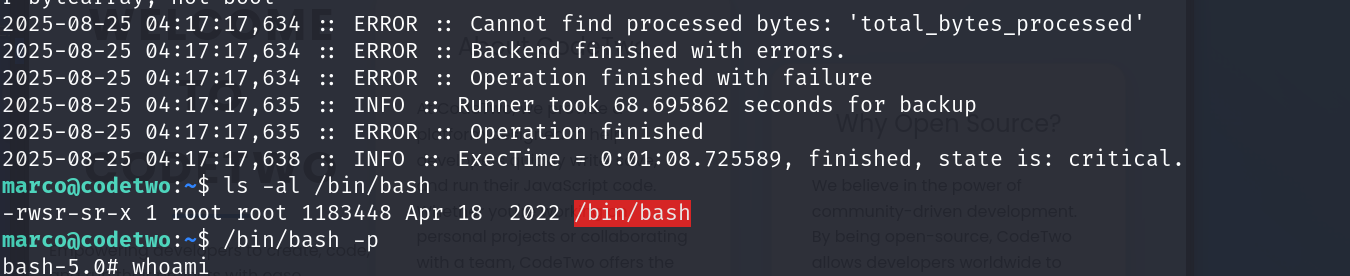 r bytearray, not bool
2025-08-25 04:17:17,634 :: ERROR :: Cannot find processed bytes: 'total_bytes_processed'
2025-08-25 04:17:17,634 :: ERROR :: Backend finished with errors.
2025-08-25 04:17:17,634 :: ERROR :: Operation finished with failure
2025-08-25 04:17:17,635 :: INFO :: Runner took 68.695862 seconds for backup
2025-08-25 04:17:17,635 :: ERROR :: Operation finished
2025-08-25 04:17:17,638 :: INFO :: ExecTime = 0:01:08.725589, finished, state is: critical.
marco@codetwo:~$ ls -al /bin/bash
-rwsr-sr-x 1 root root 1183448 Apr 18  2022 /bin/bash
marco@codetwo:~$ /bin/bash -p
bash-5.0# whoami
WELCOME
TO
CODETWO
and run their JavaScript code.
personal projects or collaborating
with a team, CodeTwo offers the
Why Open Source?
We believe in the power of
community-driven development.
By being open-source, CodeTwo
allows developers worldwide to